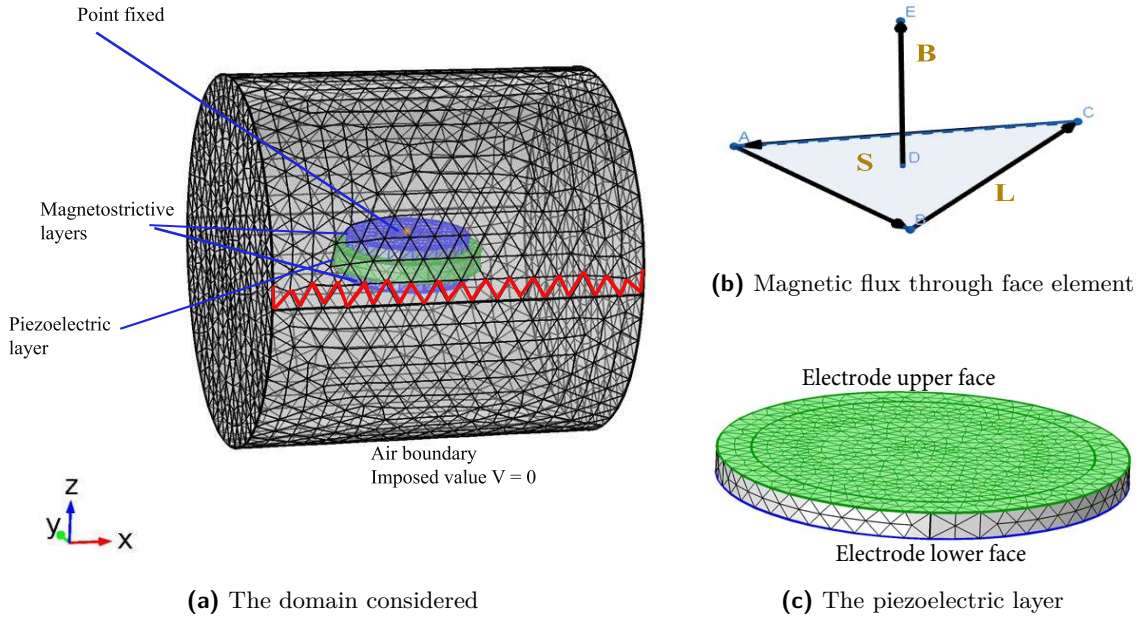 Point fixed
Magnetostrictive
layers
Piezoelectric
layer
Air boundary
Imposed value V = 0
z
y
x
(a) The domain considered
E
B
A
C
S
D
L
B
(b) Magnetic flux through face element
Electrode upper face
Electrode lower face
(c) The piezoelectric layer